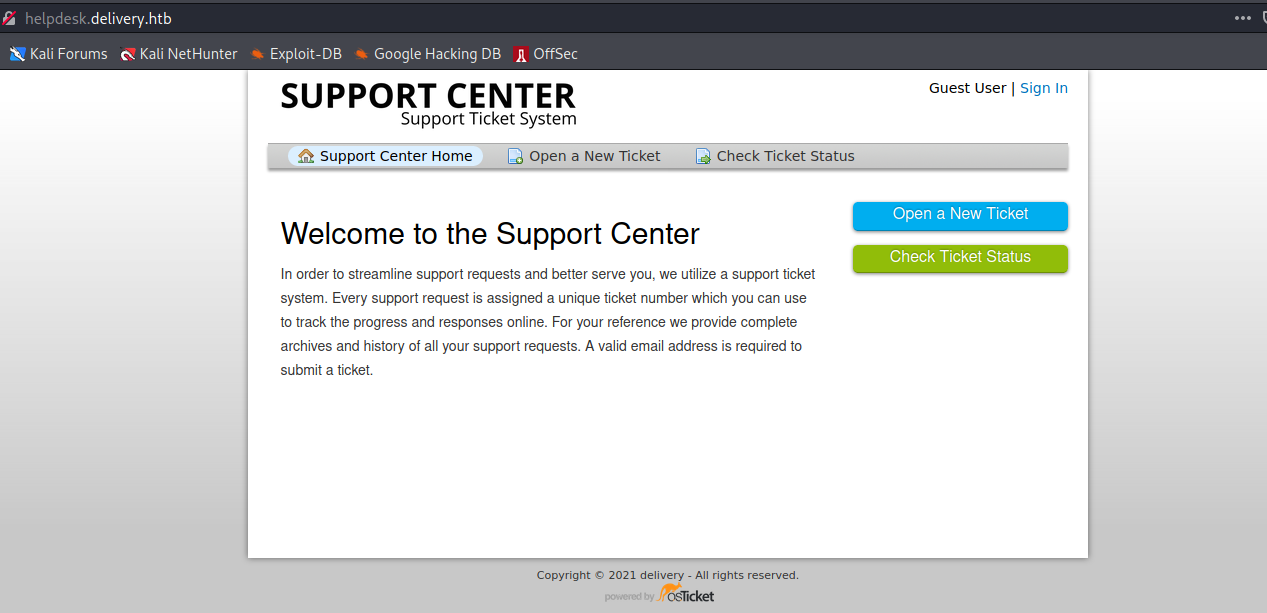 helpdesk.delivery.htb
Kali Forums Kali NetHunter Exploit-DB Google Hacking DB OffSec
SUPPORT CENTER
Support Ticket System
Guest User | Sign In
Support Center Home Open a New Ticket Check Ticket Status
Open a New Ticket
Check Ticket Status
Welcome to the Support Center
In order to streamline support requests and better serve you, we utilize a support ticket
system. Every support request is assigned a unique ticket number which you can use
to track the progress and responses online. For your reference we provide complete
archives and history of all your support requests. A valid email address is required to
submit a ticket.
Copyright © 2021 delivery - All rights reserved.
powered by osTicket